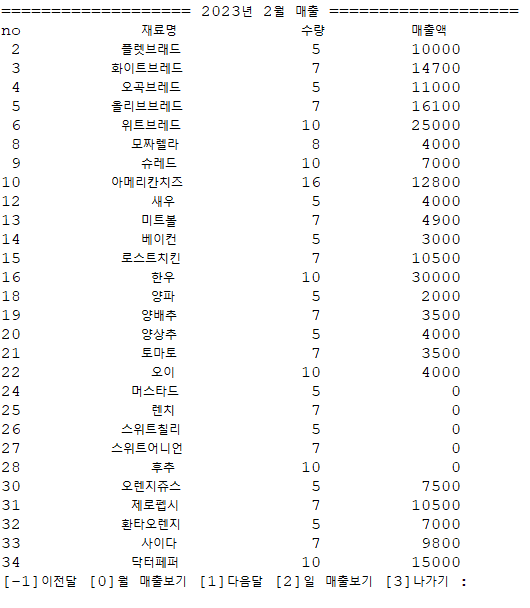 =================== 2023년 2월 매출 ===================
no 재료명 수량 매출액
2 플렛브래드 5 10000
3 화이트브레드 7 14700
4 오곡브레드 5 11000
5 올리브브레드 7 16100
6 위트브레드 10 25000
8 모짜렐라 8 4000
9 슈레드 10 7000
10 아메리칸치즈 16 12800
12 새우 5 4000
13 미트볼 7 4900
14 베이컨 5 3000
15 로스트치킨 7 10500
16 한우 10 30000
18 양파 5 2000
19 양배추 7 3500
20 양상추 5 4000
21 토마토 7 3500
22 오이 10 4000
24 머스타드 5 0
25 렌치 7 0
26 스위트칠리 5 0
27 스위트어니언 7 0
28 후추 10 0
30 오렌지쥬스 5 7500
31 제로펩시 7 10500
32 환타오렌지 5 7000
33 사이다 7 9800
34 닥터페퍼 10 15000
[-1]이전달 [0]월 매출보기 [1]다음달 [2]일 매출보기 [3]나가기 :